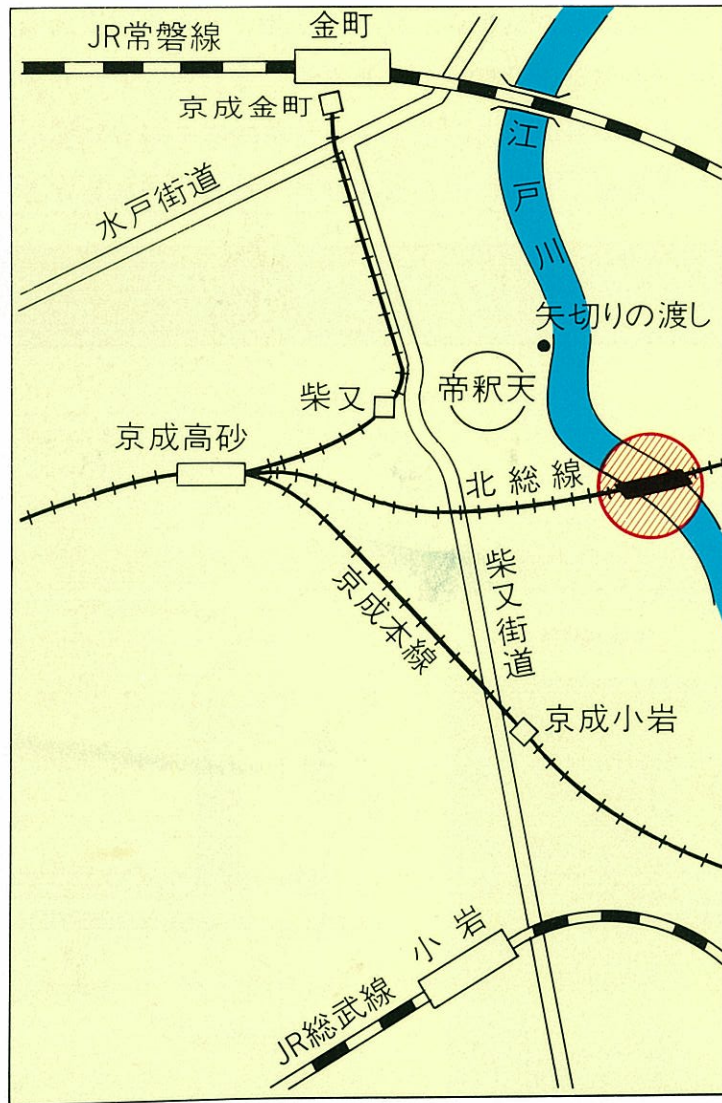 金町
JR常磐線
京成金町
江戸川
水戸街道
矢切りの渡し
帝釈天
柴又
京成高砂
北総線
柴又街道
京成本線
京成小岩
小岩
JR総武線